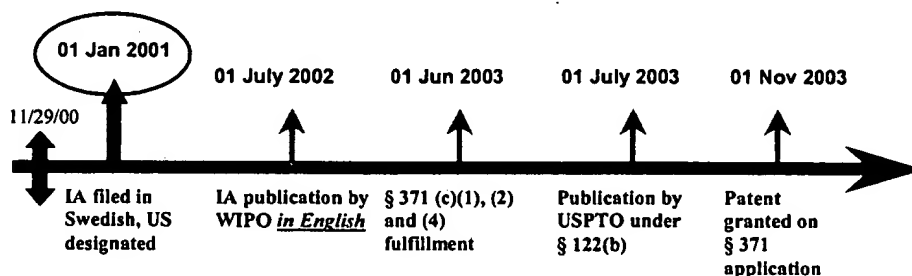 01 Jan 2001
01 July 2002
01 Jun 2003
01 July 2003
01 Nov 2003
11/29/00
IA filed in
Swedish, US
designated
IA publication by
WIPO in English
§ 371 (c)(1), (2)
and (4)
fulfillment
Publication by
USPTO under
§ 122(b)
Patent
granted on
§ 371
application